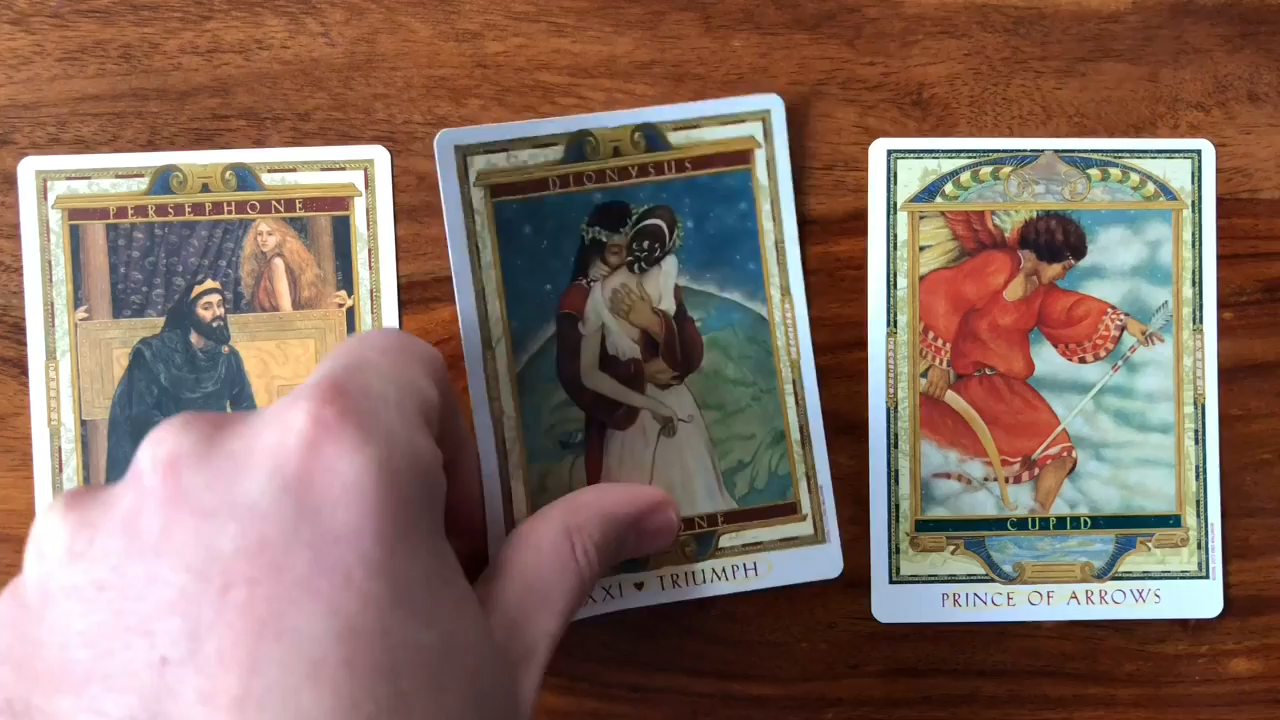 PERSEPHONE
DIONYSUS
XXI ♥ TRIUMPH
CUPID
PRINCE OF ARROWS